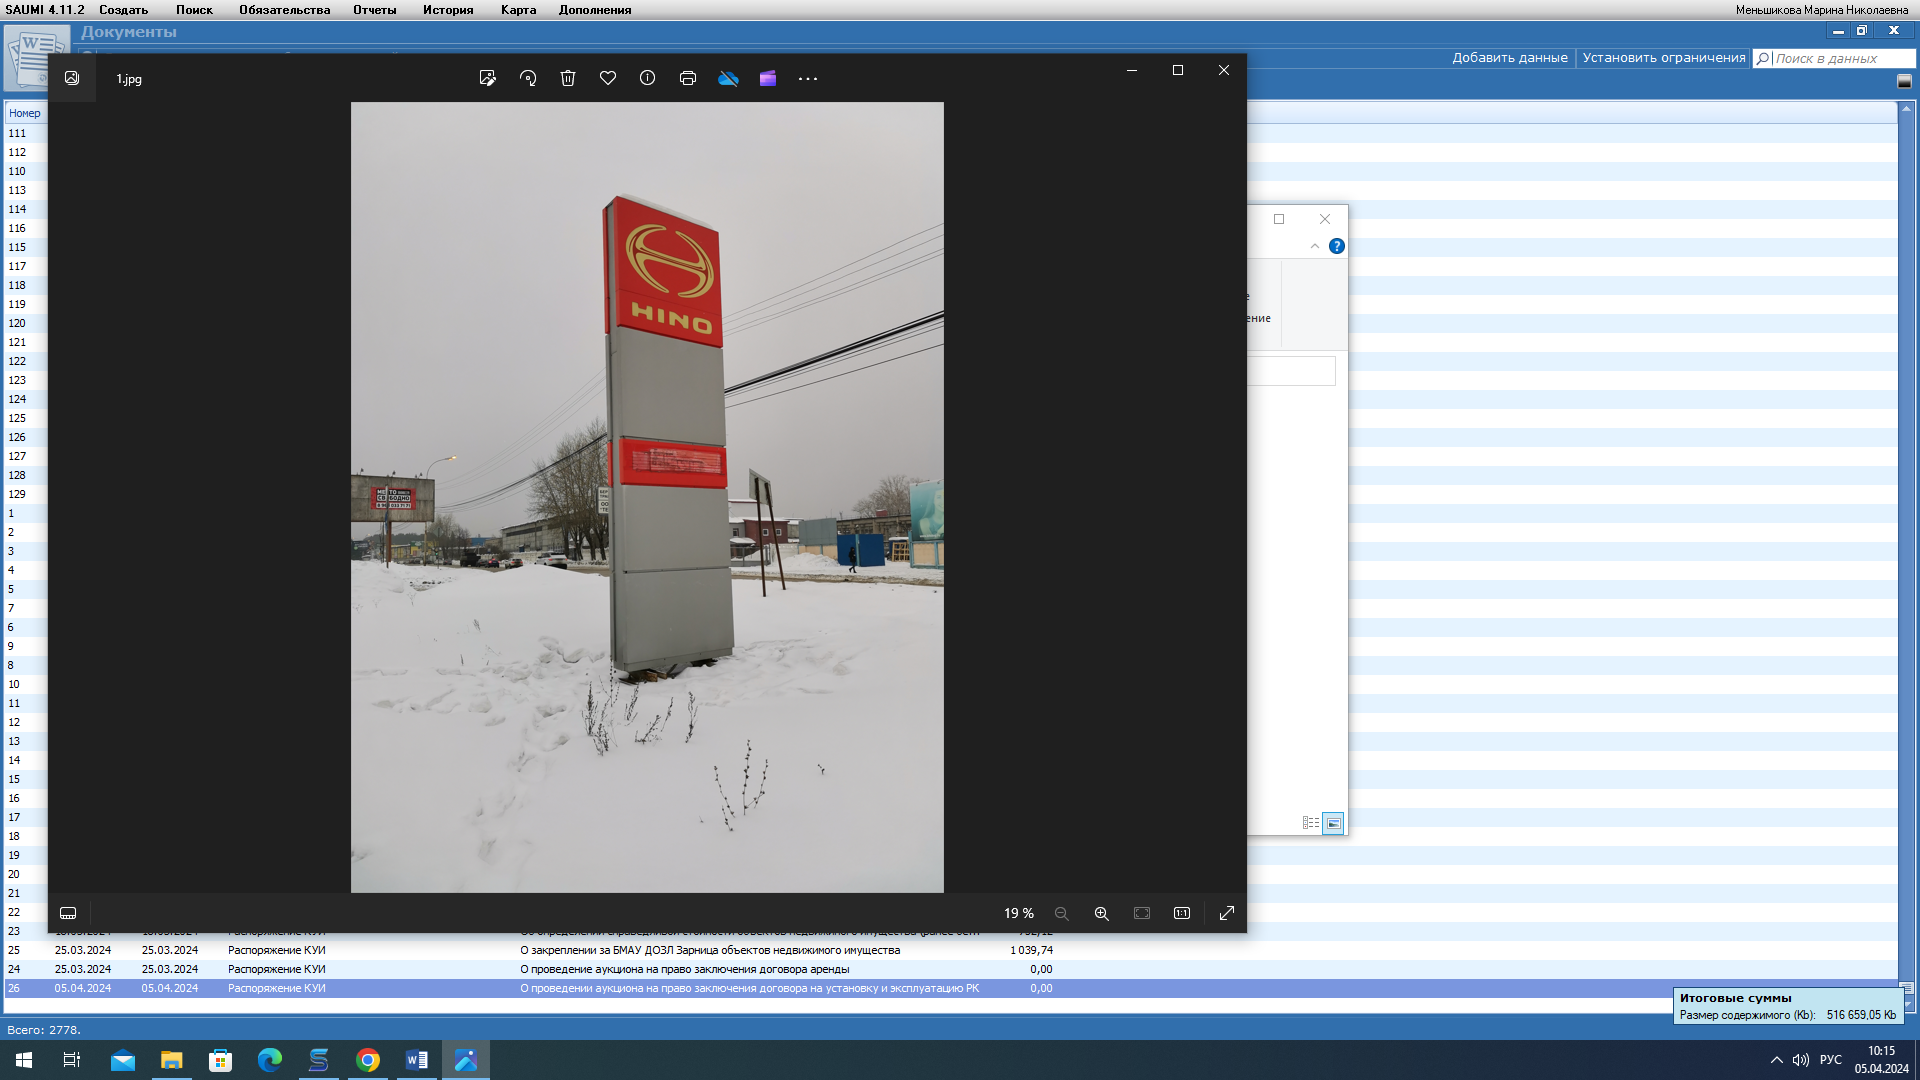 SAUMI 4.11.2 Создать Поиск Обязательства Отчеты История Карта Дополнения Меньшикова Марина Николаевна
Документы
Добавить данные Установить ограничения Поиск в данных
1.jpg
Номер
111
112
110
113
114
116
115
117
118
119
120
121
122
123
124
125
126
127
128
129
1
2
3
4
5
7
6
9
8
10
11
12
13
14
15
16
17
18
19
20
21
22
23
HINO
МЕСТО
СВОБОДНО
ение
19 %
25 25.03.2024 25.03.2024 Распоряжение КУИ О закреплении за БМАУ ДОЗЛ Зарница объектов недвижимого имущества 1 039,74
24 25.03.2024 25.03.2024 Распоряжение КУИ О проведение аукциона на право заключения договора аренды 0,00
26 05.04.2024 05.04.2024 Распоряжение КУИ О проведении аукциона на право заключения договора на установку и эксплуатацию РК 0,00
Итоговые суммы
Размер содержимого (Kb): 516 659,05 Kb
Всего: 2778.
РУС
10:15
05.04.2024